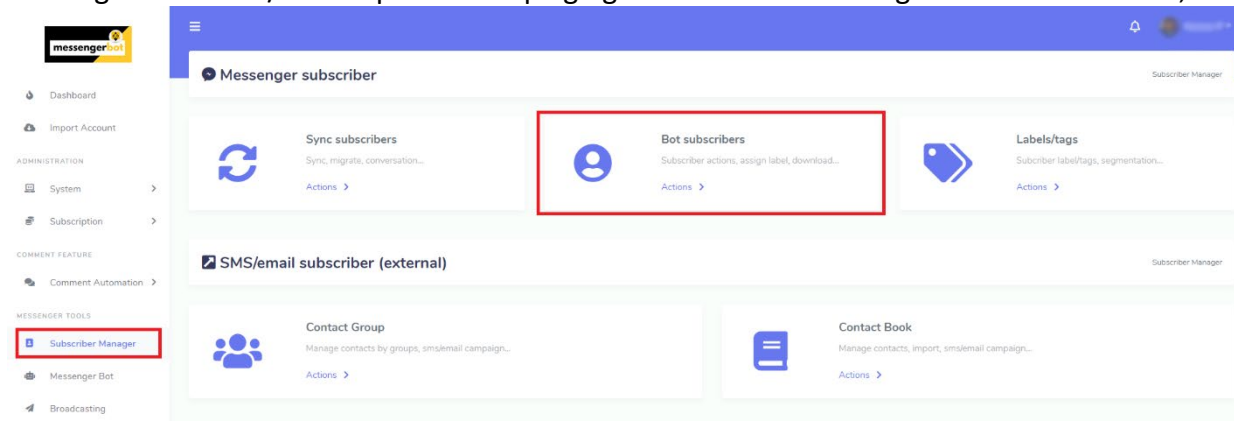 messengerbot
Dashboard
Import Account
ADMINISTRATION
System
Subscription
COMMENT FEATURE
Comment Automation
MESSENGER TOOLS
Subscriber Manager
Messenger Bot
Broadcasting
Messenger subscriber
Subscriber Manager
Sync subscribers
Sync, migrate, conversation...
Actions
Bot subscribers
Subscriber actions, assign label, download...
Actions
Labels/tags
Subcriber label/tags, segmentation...
Actions
SMS/email subscriber (external)
Subscriber Manager
Contact Group
Manage contacts by groups, sms/email campaign...
Actions
Contact Book
Manage contacts, import, sms/email campaign...
Actions